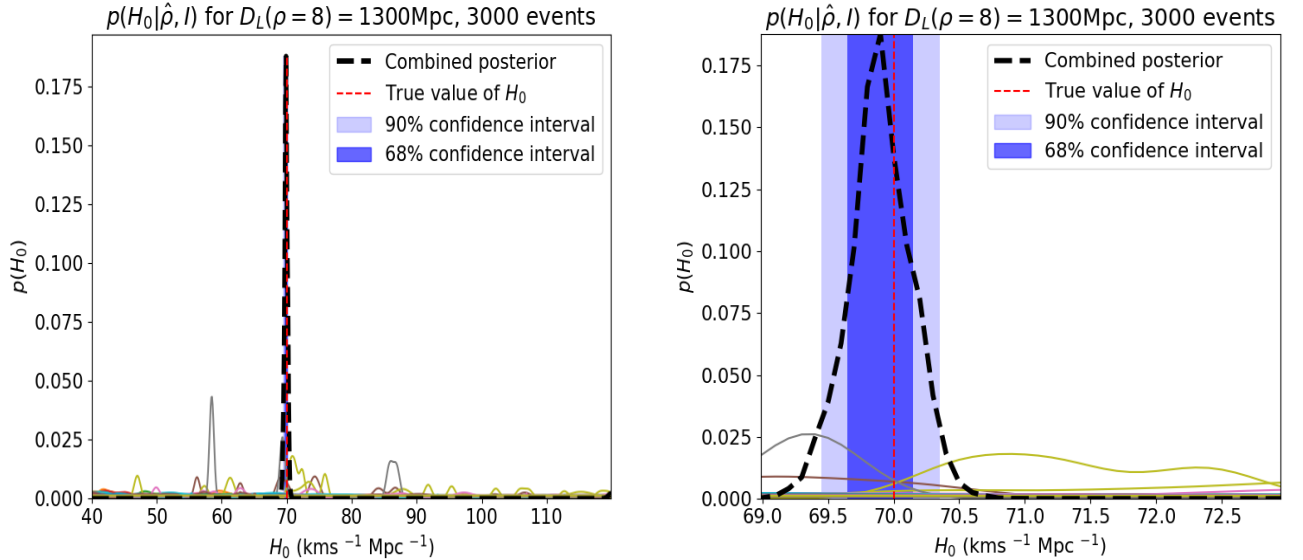 p(H₀|ρ̂, I) for D_L(ρ = 8) = 1300Mpc, 3000 events
p(H₀)
0.175
0.150
0.125
0.100
0.075
0.050
0.025
0.000
40 50 60 70 80 90 100 110
H₀ (kms ⁻¹ Mpc ⁻¹)
Combined posterior
True value of H₀
90% confidence interval
68% confidence interval
p(H₀|ρ̂, I) for D_L(ρ = 8) = 1300Mpc, 3000 events
p(H₀)
0.175
0.150
0.125
0.100
0.075
0.050
0.025
0.000
69.0 69.5 70.0 70.5 71.0 71.5 72.0 72.5
H₀ (kms ⁻¹ Mpc ⁻¹)
Combined posterior
True value of H₀
90% confidence interval
68% confidence interval